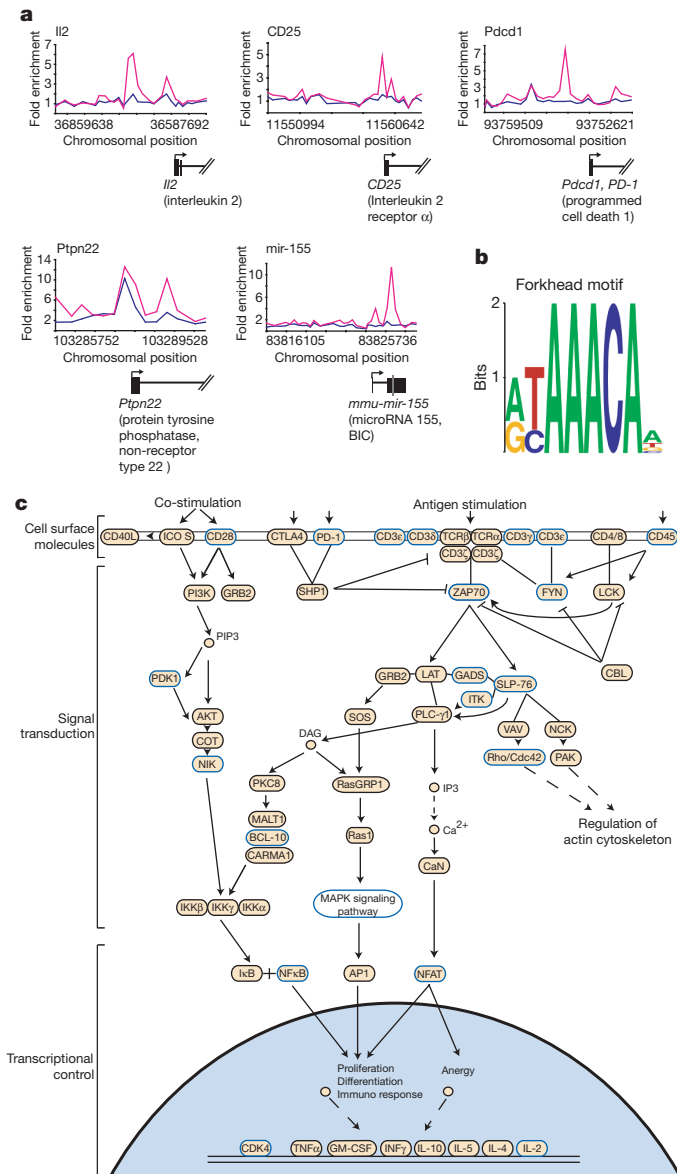 a
Il2
Fold enrichment
7
5
3
1
36859638
36587692
Chromosomal position
Il2
(interleukin 2)
CD25
Fold enrichment
5
3
1
11550994
11560642
Chromosomal position
CD25
(Interleukin 2
receptor α)
Pdcd1
Fold enrichment
7
5
3
1
93759509
93752621
Chromosomal position
Pdcd1, PD-1
(programmed
cell death 1)
Ptpn22
Fold enrichment
14
10
6
2
103285752
103289528
Chromosomal position
Ptpn22
(protein tyrosine
phosphatase,
non-receptor
type 22 )
mir-155
Fold enrichment
10
6
2
83816105
83825736
Chromosomal position
mmu-mir-155
(microRNA 155,
BIC)
b
Forkhead motif
Bits
2
1
A T A A A C A A
G C T
c
Co-stimulation
Antigen stimulation
Cell surface
molecules
CD40L
ICO S
CD28
CTLA4
PD-1
CD3ε
CD3δ
TCRβ
TCRα
CD3γ
CD3ε
CD4/8
CD45
CD3ζ
CD3ζ
PI3K
GRB2
SHP1
ZAP70
FYN
LCK
PIP3
CBL
PDK1
GRB2
LAT
GADS
SLP-76
ITK
Signal
transduction
AKT
SOS
PLC-γ1
COT
DAG
VAV
NCK
NIK
Rho/Cdc42
PAK
PKC8
RasGRP1
IP3
MALT1
Regulation of
actin cytoskeleton
BCL-10
Ras1
Ca2+
CARMA1
CaN
MAPK signaling
pathway
IKKβ
IKKγ
IKKα
IκB
NFκB
AP1
NFAT
Transcriptional
control
Proliferation
Differentiation
Immuno response
Anergy
CDK4
TNFα
GM-CSF
INFγ
IL-10
IL-5
IL-4
IL-2